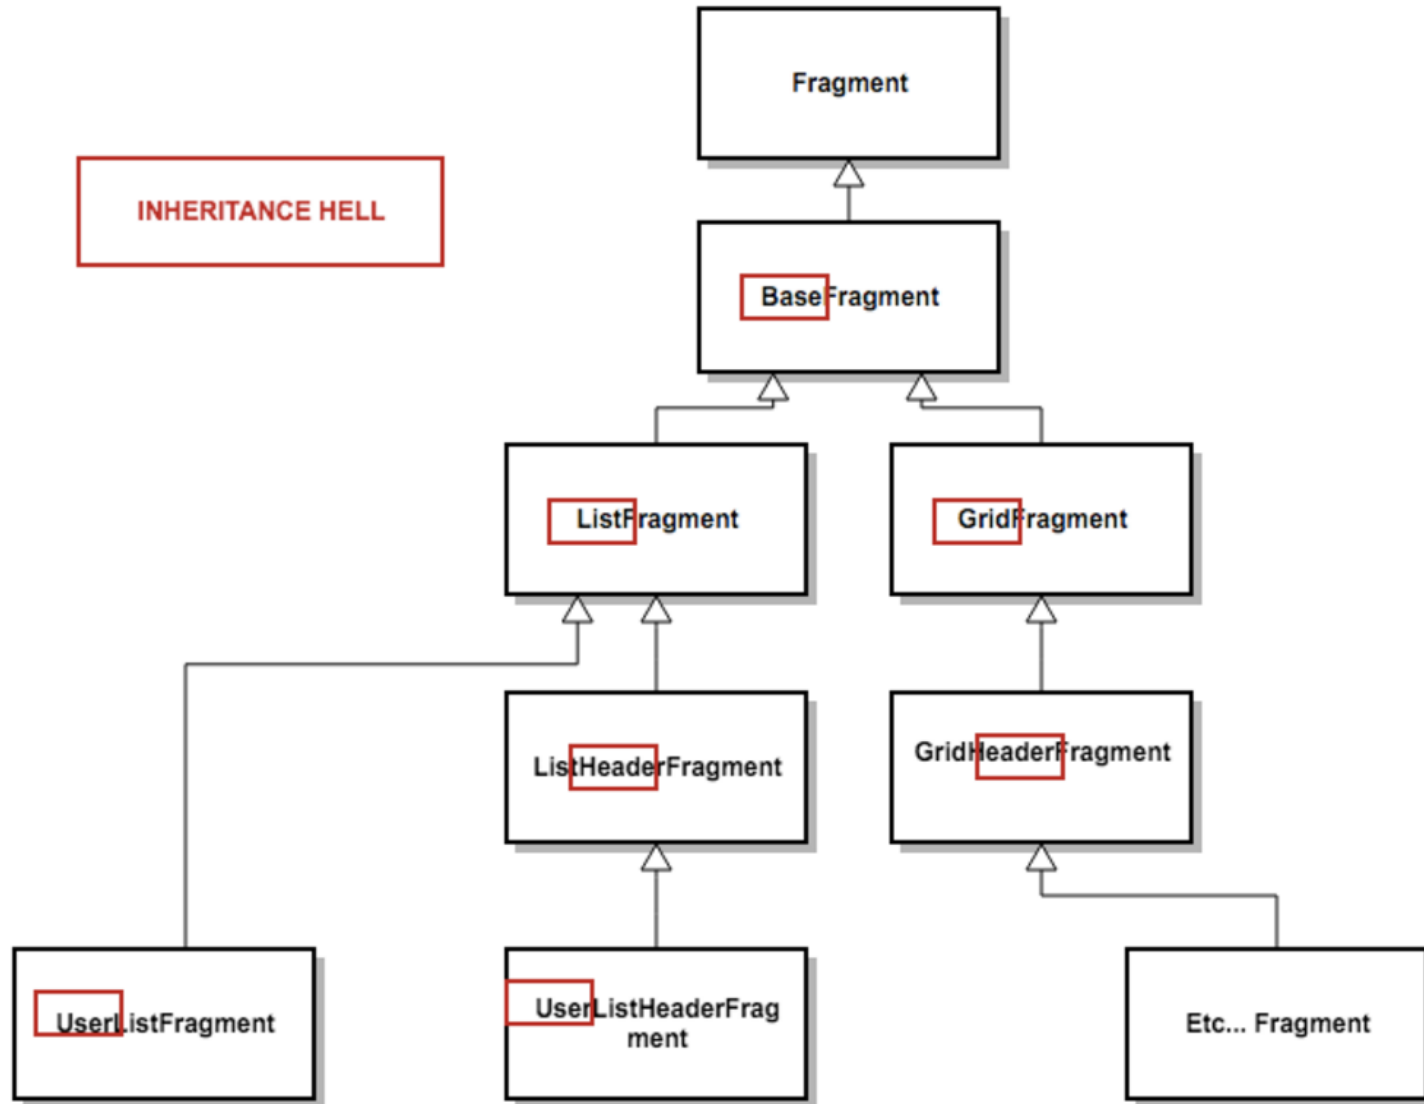 Fragment
INHERITANCE HELL
BaseFragment
ListFragment
GridFragment
ListHeaderFragment
GridHeaderFragment
UserListFragment
UserListHeaderFrag
ment
Etc... Fragment